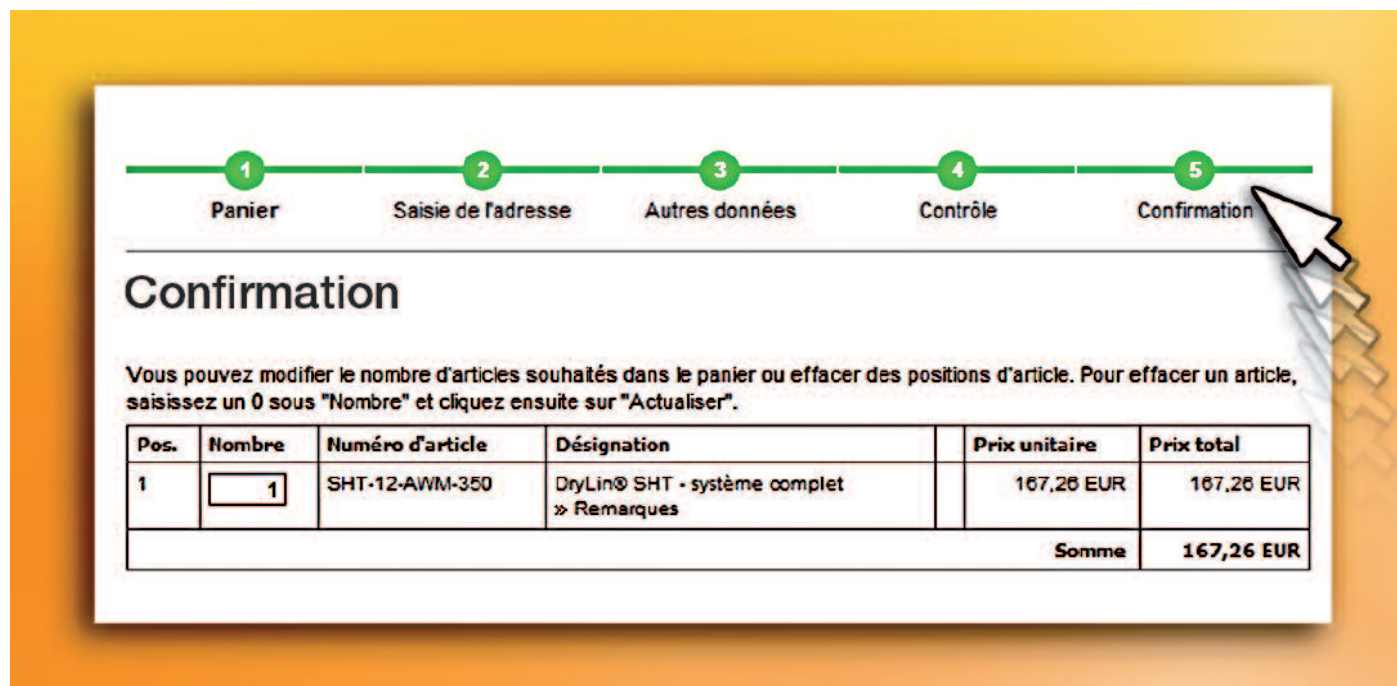 1 2 3 4 5
Panier Saisie de l'adresse Autres données Contrôle Confirmation
Confirmation
Vous pouvez modifier le nombre d'articles souhaités dans le panier ou effacer des positions d'article. Pour effacer un article,
saisissez un 0 sous "Nombre" et cliquez ensuite sur "Actualiser".
Pos. Nombre Numéro d'article Désignation Prix unitaire Prix total
1 1 SHT-12-AWM-350 DryLin® SHT - système complet 167,26 EUR 167,26 EUR
» Remarques
Somme 167,26 EUR